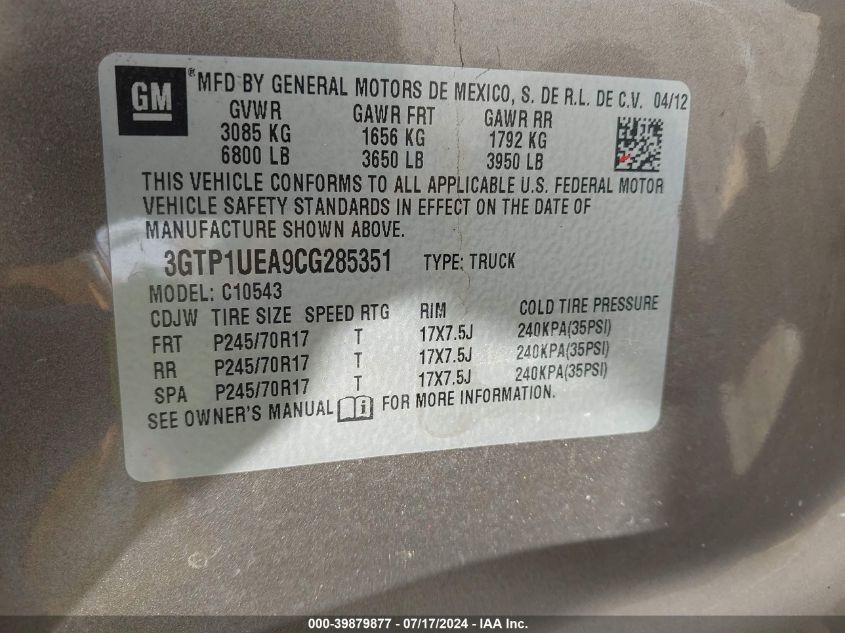 GM ® MFD BY GENERAL MOTORS DE MEXICO, S. DE R.L. DE C.V. 04/12
GVWR GAWR FRT GAWR RR
3085 KG 1656 KG 1792 KG
6800 LB 3650 LB 3950 LB
THIS VEHICLE CONFORMS TO ALL APPLICABLE U.S. FEDERAL MOTOR
VEHICLE SAFETY STANDARDS IN EFFECT ON THE DATE OF
MANUFACTURE SHOWN ABOVE.
3GTP1UEA9CG285351 TYPE: TRUCK
MODEL: C10543
CDJW TIRE SIZE SPEED RTG RIM COLD TIRE PRESSURE
FRT P245/70R17 T 17X7.5J 240KPA(35PSI)
RR P245/70R17 T 17X7.5J 240KPA(35PSI)
SPA P245/70R17 T 17X7.5J 240KPA(35PSI)
SEE OWNER'S MANUAL i FOR MORE INFORMATION.
000-39879877 - 07/17/2024 - IAA Inc.